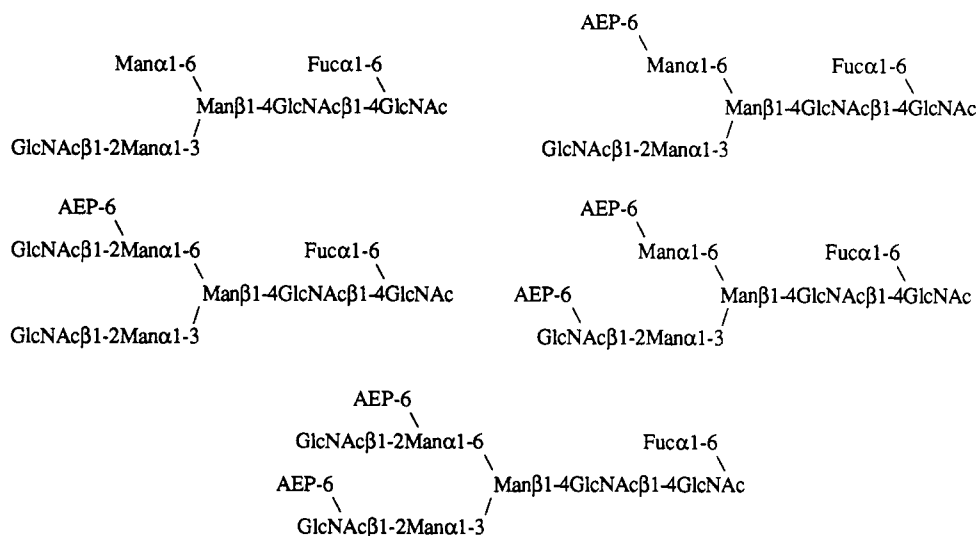 Manα1-6 Fucα1-6
Manβ1-4GlcNAcβ1-4GlcNAc
GlcNAcβ1-2Manα1-3
AEP-6
Manα1-6 Fucα1-6
Manβ1-4GlcNAcβ1-4GlcNAc
GlcNAcβ1-2Manα1-3
AEP-6
GlcNAcβ1-2Manα1-6 Fucα1-6
Manβ1-4GlcNAcβ1-4GlcNAc
GlcNAcβ1-2Manα1-3
AEP-6
Manα1-6 Fucα1-6
AEP-6 Manβ1-4GlcNAcβ1-4GlcNAc
GlcNAcβ1-2Manα1-3
AEP-6
GlcNAcβ1-2Manα1-6 Fucα1-6
AEP-6 Manβ1-4GlcNAcβ1-4GlcNAc
GlcNAcβ1-2Manα1-3